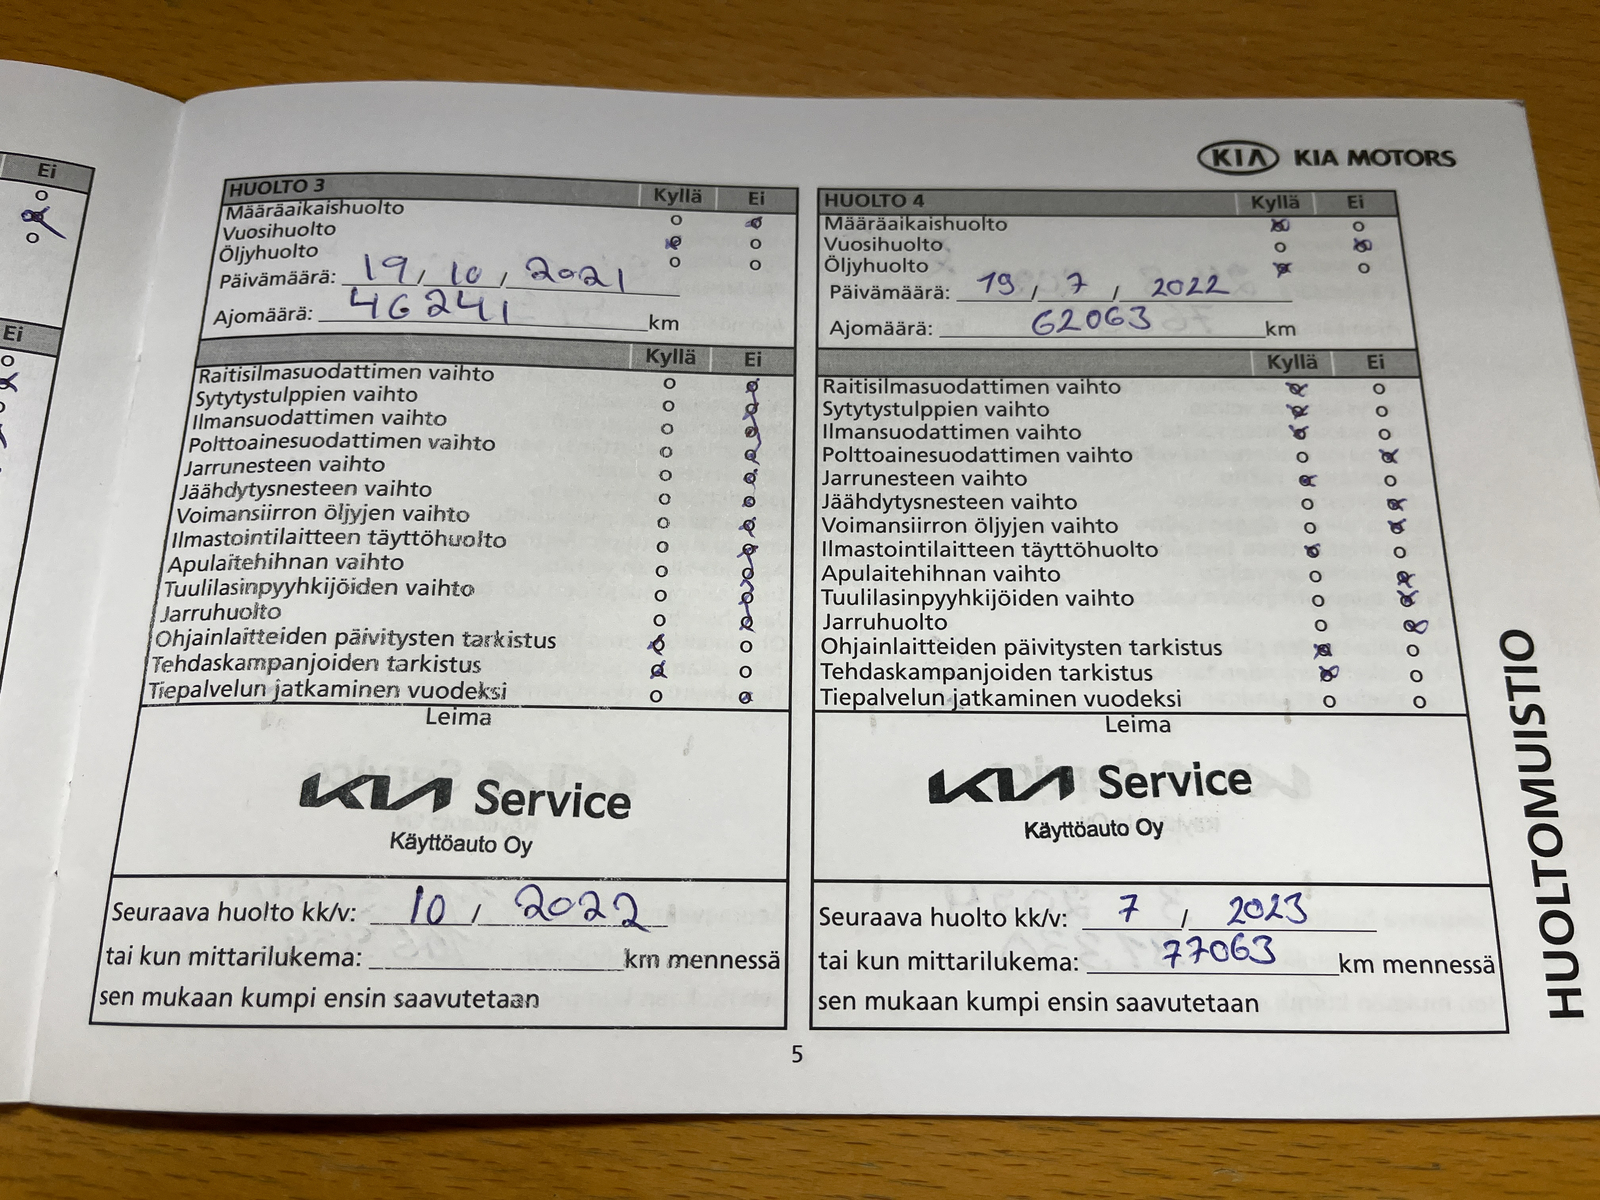 Ei
Ei
KIA KIA MOTORS
HUOLTO 3 Kyllä Ei
Määräaikaishuolto
Vuosihuolto
Öljyhuolto
Päivämäärä: 19 / 10 / 2021
Ajomäärä: 46241 km
Kyllä Ei
Raitisilmasuodattimen vaihto
Sytytystulppien vaihto
Ilmansuodattimen vaihto
Polttoainesuodattimen vaihto
Jarrunesteen vaihto
Jäähdytysnesteen vaihto
Voimansiirron öljyjen vaihto
Ilmastointilaitteen täyttöhuolto
Apulaitehihnan vaihto
Tuulilasinpyyhkijöiden vaihto
Jarruhuolto
Ohjainlaitteiden päivitysten tarkistus
Tehdaskampanjoiden tarkistus
Tiepalvelun jatkaminen vuodeksi
Leima
KIA Service
Käyttöauto Oy
Seuraava huolto kk/v: 10 / 2022
tai kun mittarilukema: km mennessä
sen mukaan kumpi ensin saavutetaan
HUOLTO 4 Kyllä Ei
Määräaikaishuolto
Vuosihuolto
Öljyhuolto
Päivämäärä: 19 / 7 / 2022
Ajomäärä: 62063 km
Kyllä Ei
Raitisilmasuodattimen vaihto
Sytytystulppien vaihto
Ilmansuodattimen vaihto
Polttoainesuodattimen vaihto
Jarrunesteen vaihto
Jäähdytysnesteen vaihto
Voimansiirron öljyjen vaihto
Ilmastointilaitteen täyttöhuolto
Apulaitehihnan vaihto
Tuulilasinpyyhkijöiden vaihto
Jarruhuolto
Ohjainlaitteiden päivitysten tarkistus
Tehdaskampanjoiden tarkistus
Tiepalvelun jatkaminen vuodeksi
Leima
KIA Service
Käyttöauto Oy
Seuraava huolto kk/v: 7 / 2023
tai kun mittarilukema: 77063 km mennessä
sen mukaan kumpi ensin saavutetaan
HUOLTOMUISTIO
5